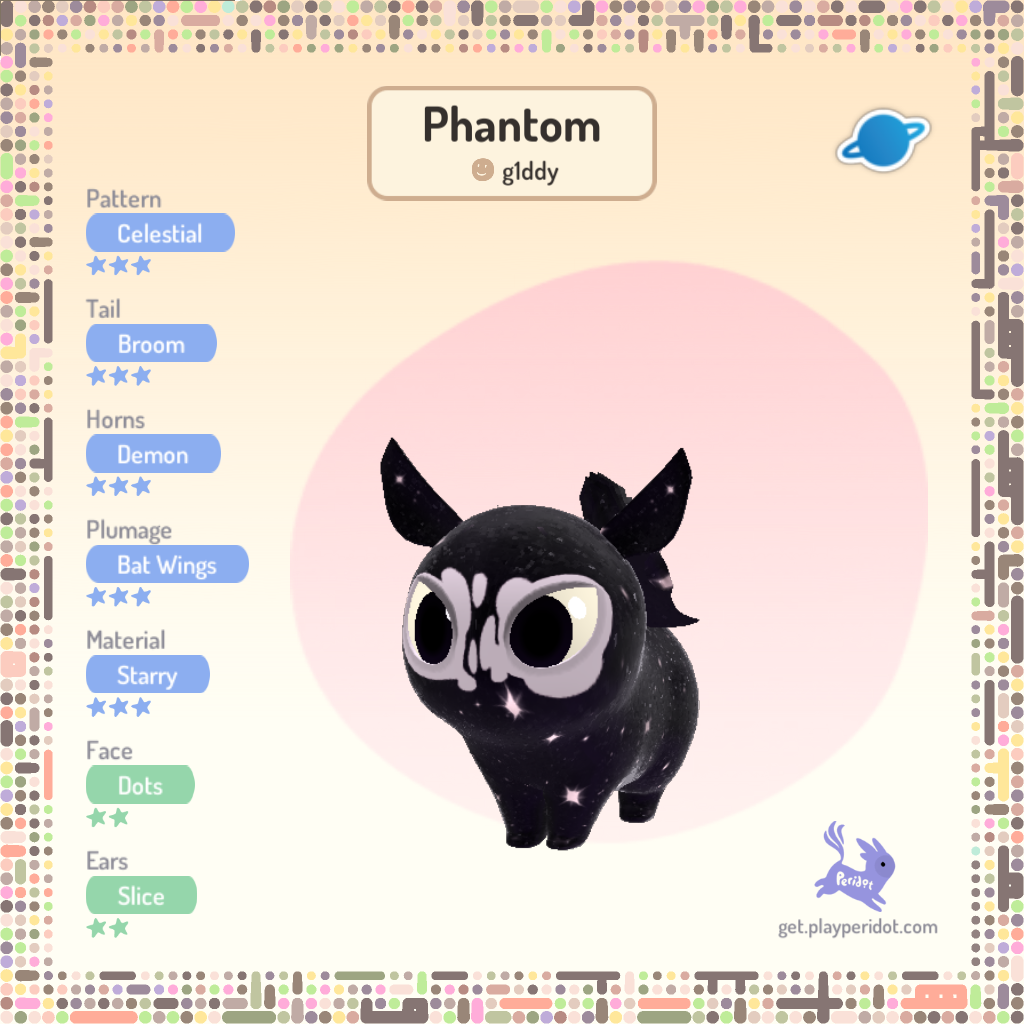 Phantom
g1ddy
Pattern
Celestial
Tail
Broom
Horns
Demon
Plumage
Bat Wings
Material
Starry
Face
Dots
Ears
Slice
Peridot
get.playperidot.com